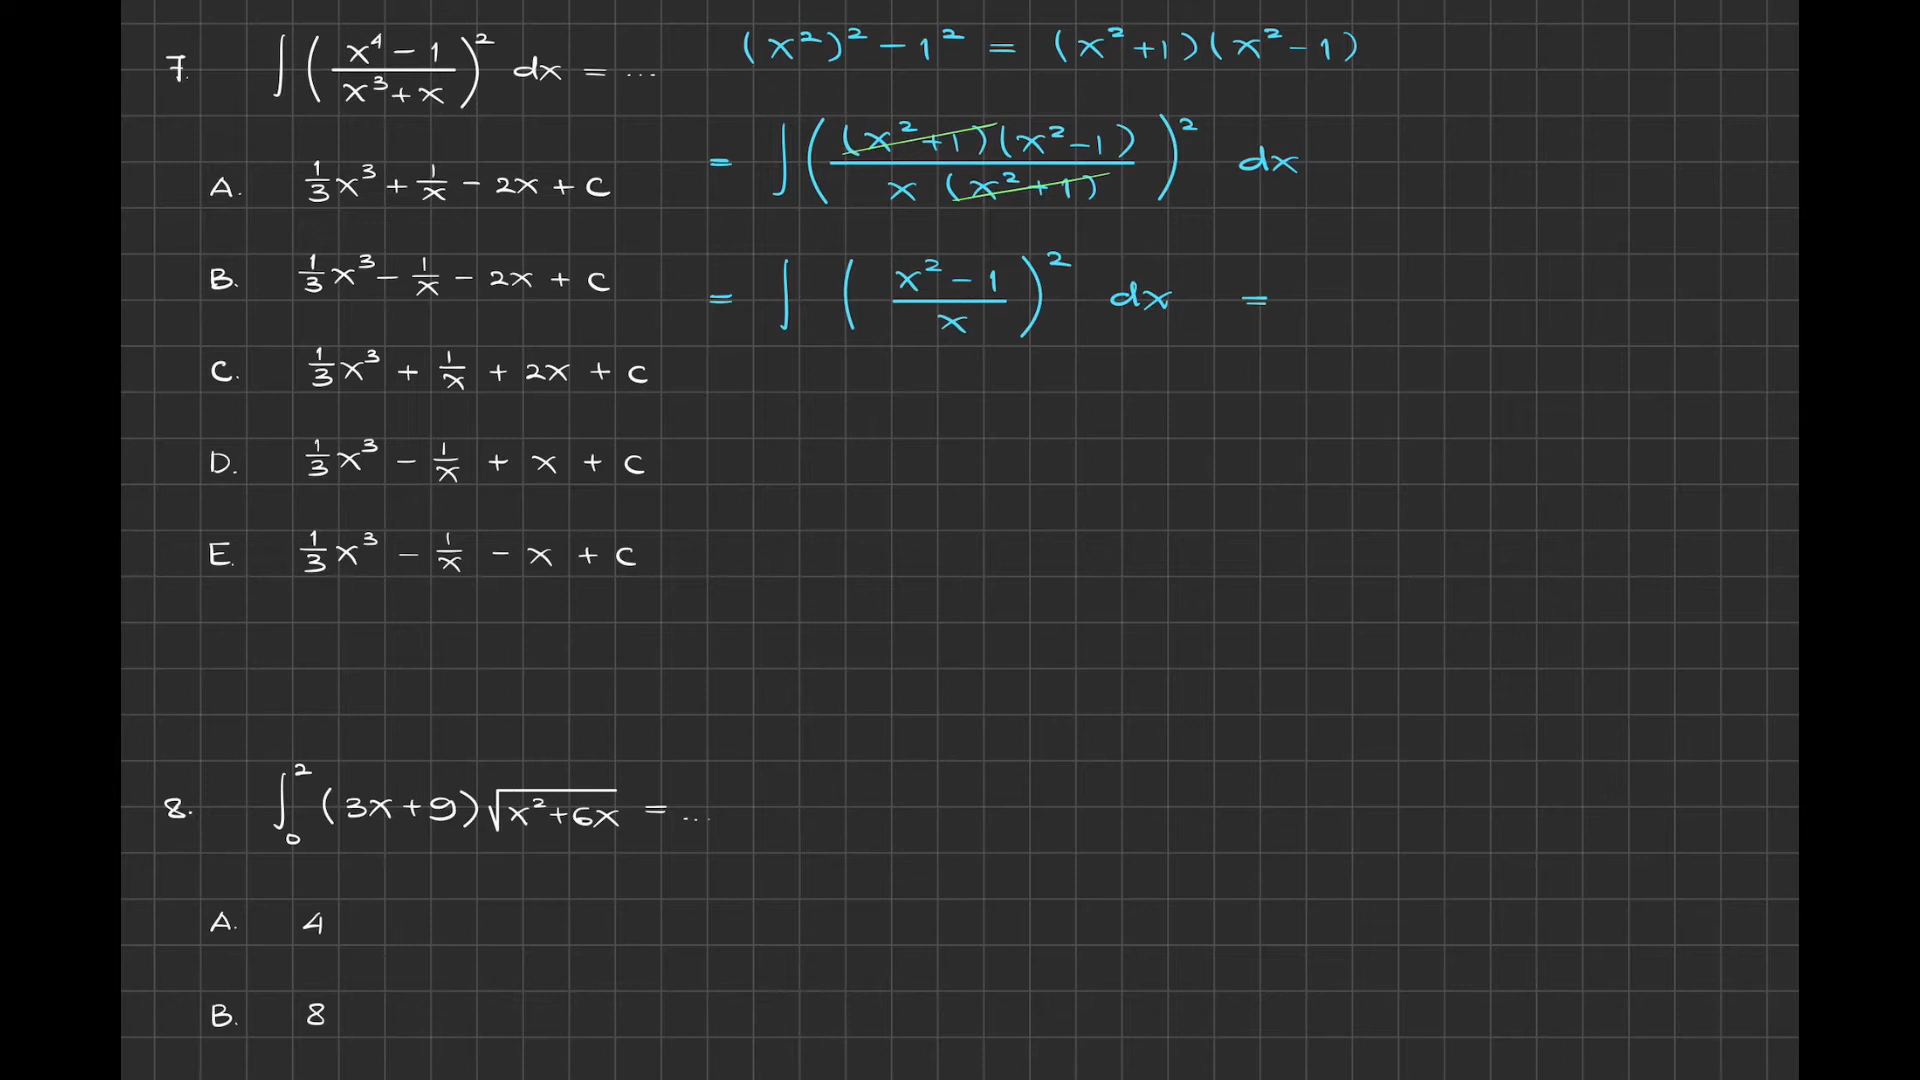 7. ∫ ( (x⁴ − 1) / (x³ + x) )² dx = ...
A. 1/3 x³ + 1/x − 2x + C
B. 1/3 x³ − 1/x − 2x + C
C. 1/3 x³ + 1/x + 2x + C
D. 1/3 x³ − 1/x + x + C
E. 1/3 x³ − 1/x − x + C
(x²)² − 1² = (x² + 1)(x² − 1)
= ∫ ( (x² + 1)(x² − 1) / x (x² + 1) )² dx
= ∫ ( (x² − 1) / x )² dx =
8. ∫₀² (3x + 9) √(x² + 6x) = ...
A. 4
B. 8